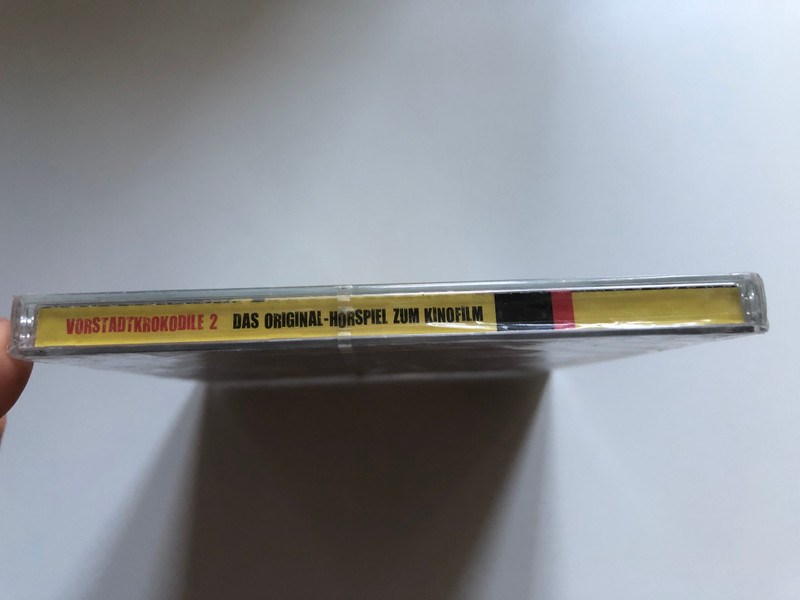 VORSTADTKROKODILE 2 DAS ORIGINAL-HÖRSPIEL ZUM KINOFILM